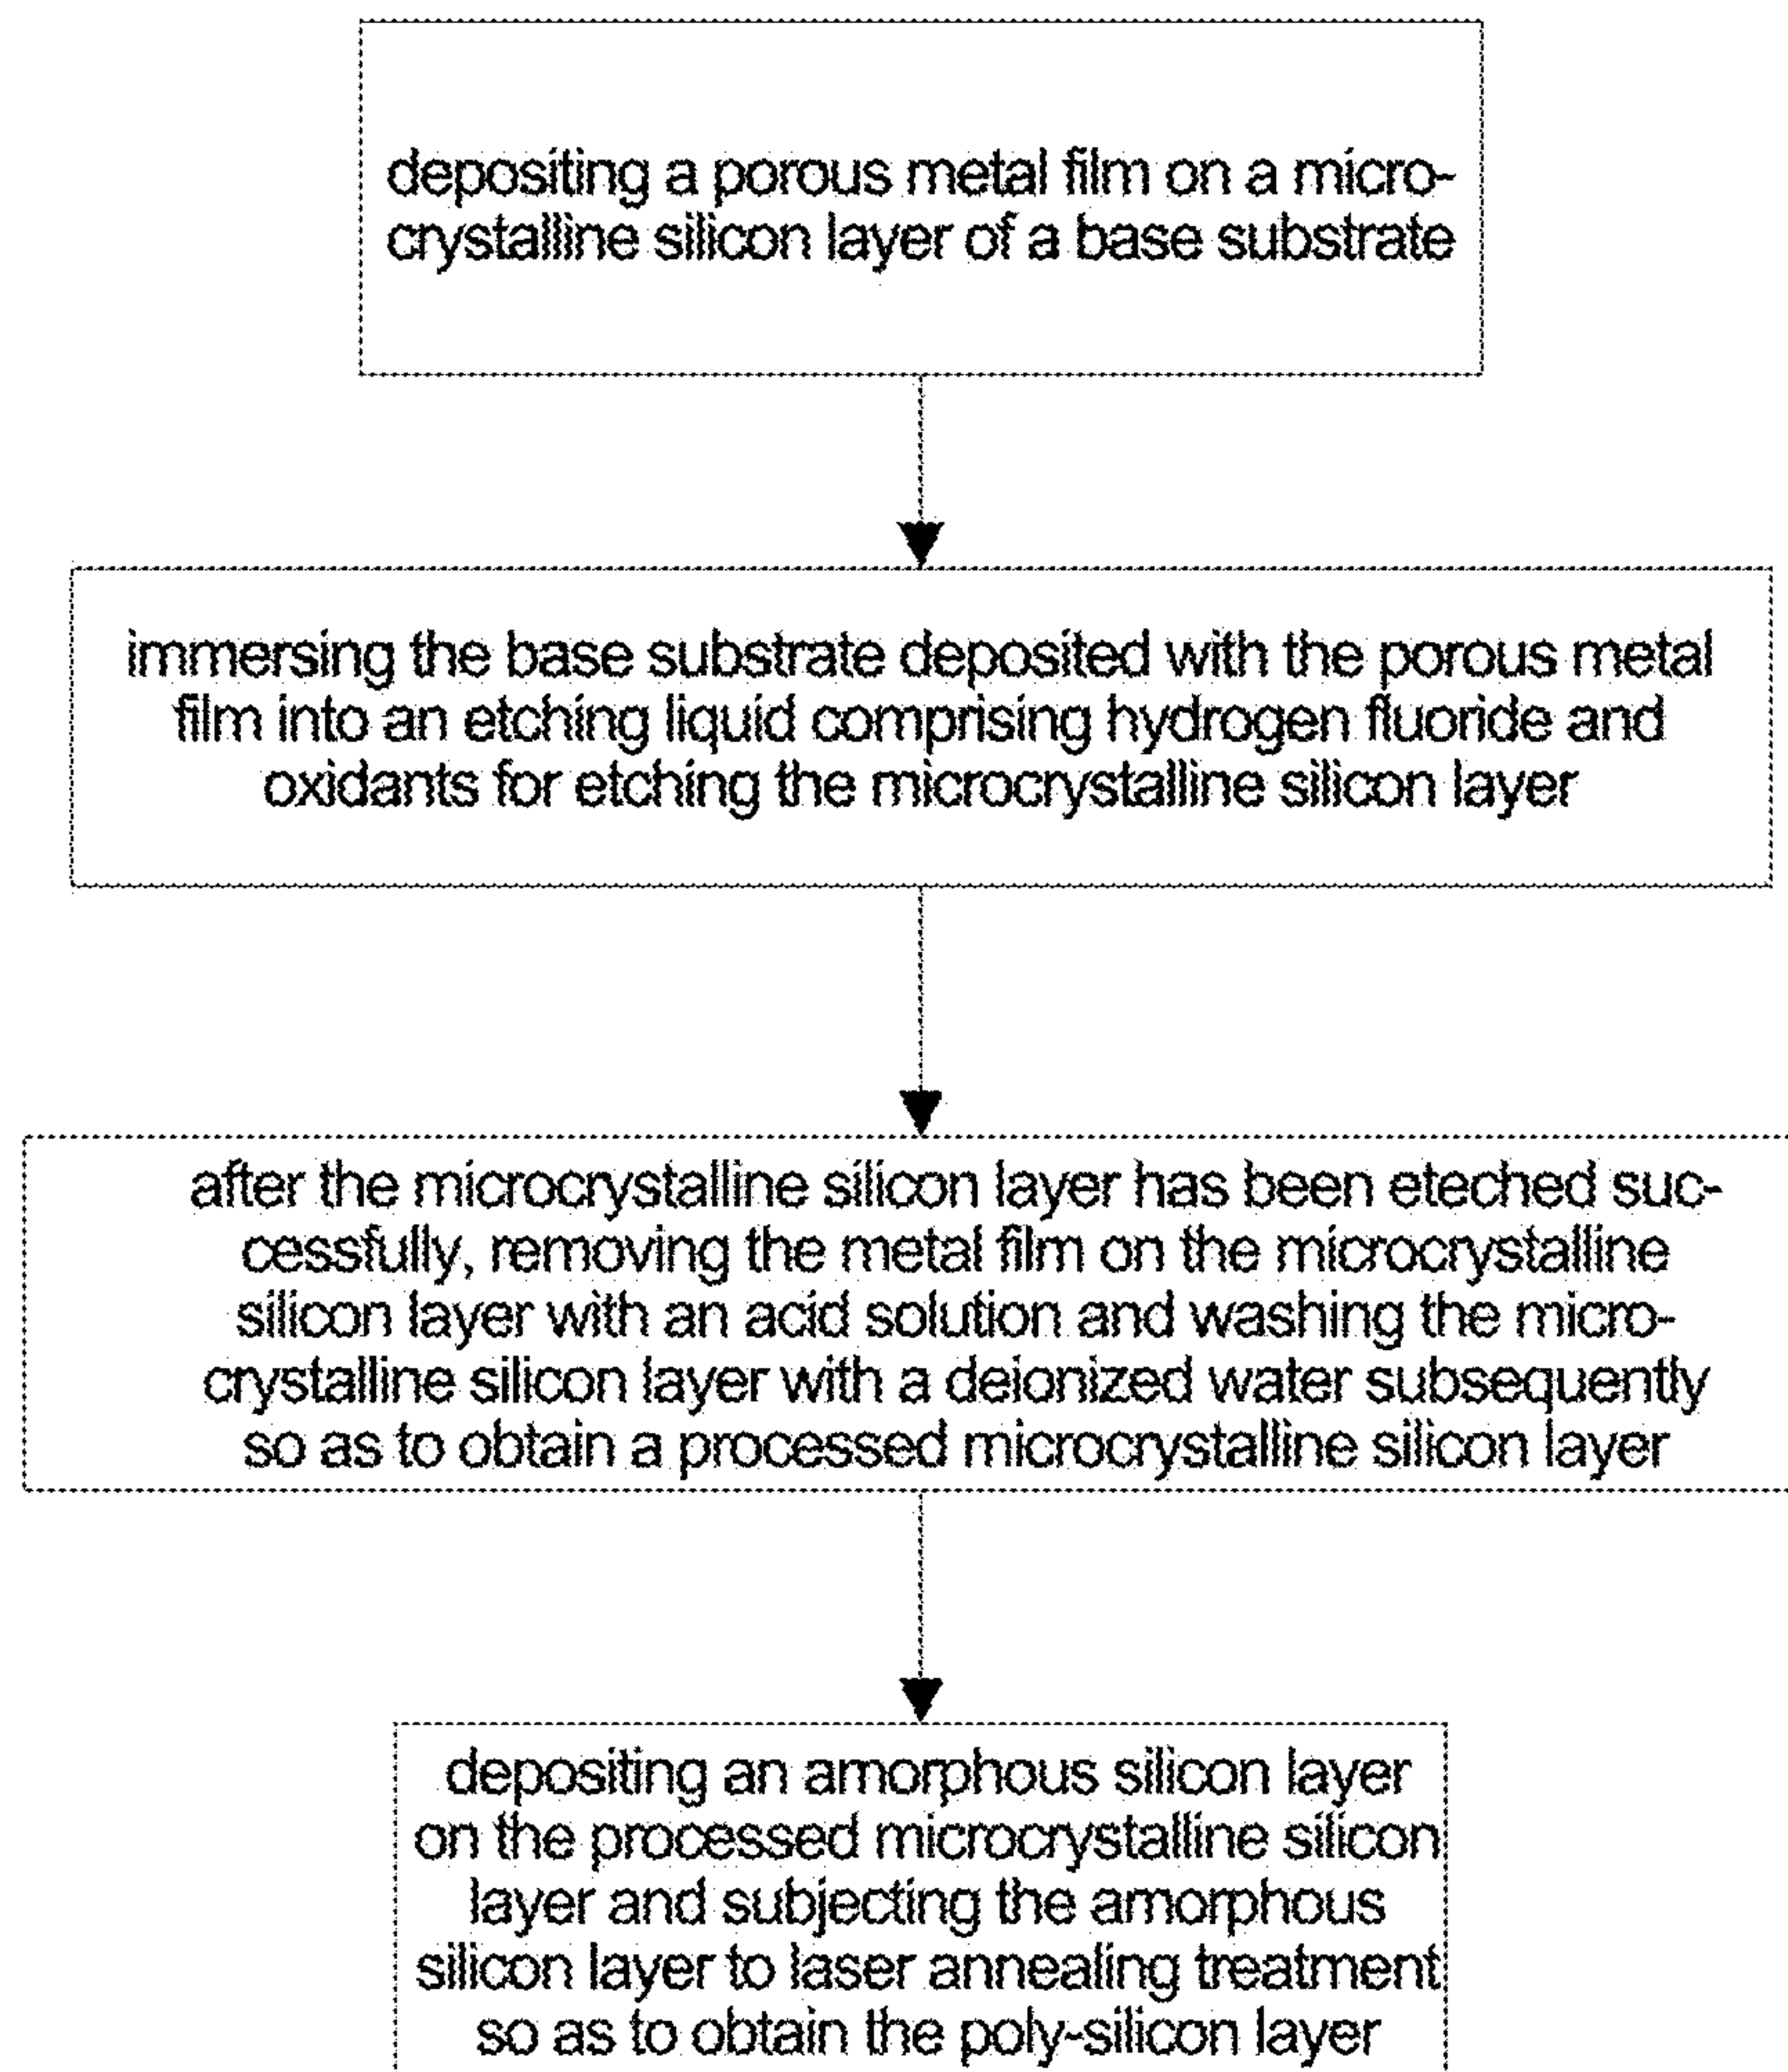 depositing a porous metal film on a micro-
crystalline silicon layer of a base substrate
immersing the base substrate deposited with the porous metal
film into an etching liquid comprising hydrogen fluoride and
oxidants for etching the microcrystalline silicon layer
after the microcrystalline silicon layer has been eteched suc-
cessfully, removing the metal film on the microcrystalline
silicon layer with an acid solution and washing the micro-
crystalline silicon layer with a deionized water subsequently
so as to obtain a processed microcrystalline silicon layer
depositing an amorphous silicon layer
on the processed microcrystalline silicon
layer and subjecting the amorphous
silicon layer to laser annealing treatment
so as to obtain the poly-silicon layer